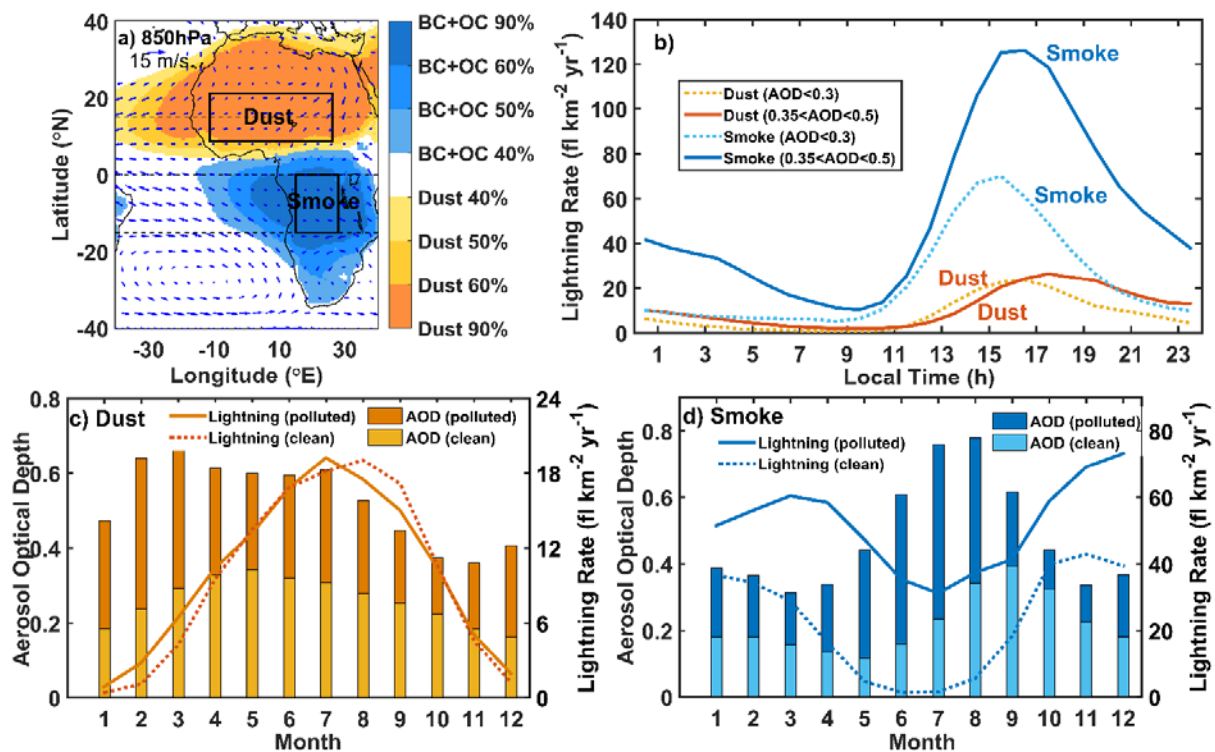 a) 850hPa
15 m/s
Dust
Smoke
40
20
0
-20
40
-30
-10
10
30
Latitude (°N)
Longitude (°E)
BC+OC 90%
BC+OC 60%
BC+OC 50%
BC+OC 40%
Dust 40%
Dust 50%
Dust 60%
Dust 90%
b)
Lightning Rate (fl km-2 yr-1)
140
120
100
80
60
40
20
0
Dust (AOD<0.3)
Dust (0.35<AOD<0.5)
Smoke (AOD<0.3)
Smoke (0.35<AOD<0.5)
Smoke
Smoke
Dust
Dust
1 3 5 7 9 11 13 15 17 19 21 23
Local Time (h)
c) Dust
Lightning (polluted)
Lightning (clean)
AOD (polluted)
AOD (clean)
Aerosol Optical Depth
0.8
0.6
0.4
0.2
0
24
18
12
6
0
Lightning Rate (fl km-2 yr-1)
1 2 3 4 5 6 7 8 9 10 11 12
Month
d) Smoke
Lightning (polluted)
Lightning (clean)
AOD (polluted)
AOD (clean)
Aerosol Optical Depth
0.8
0.6
0.4
0.2
0
80
60
40
20
0
Lightning Rate (fl km-2 yr-1)
1 2 3 4 5 6 7 8 9 10 11 12
Month